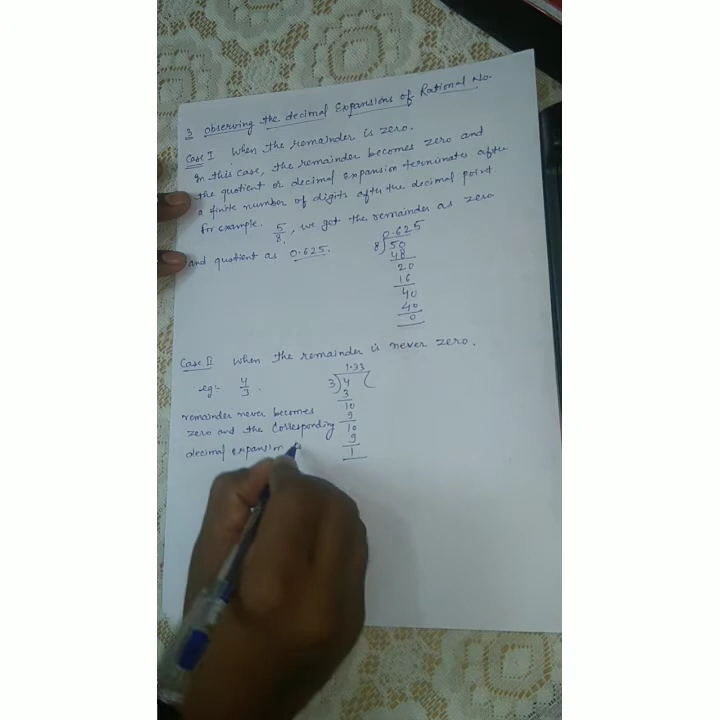 3 Observing the decimal Expansions of Rational No.
Case I When the remainder is zero.
In this case, the remainder becomes zero and
the quotient or decimal expansion terminates after
a finite number of digits after the decimal point
for example. 5/8, we get the remainder as zero
and quotient as 0.625.
0.625
8)50
48
20
16
40
40
0
Case II When the remainder is never zero.
eg:- 4/3.
1.33
3)4(
3
10
9
10
9
1
remainder never becomes
zero and the Corresponding
decimal expansion